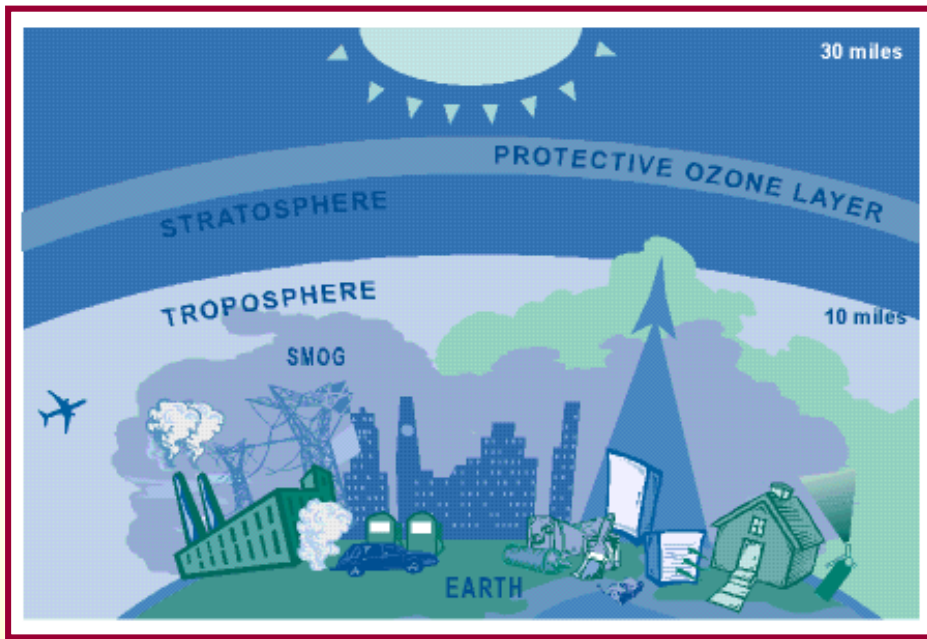 30 miles
PROTECTIVE OZONE LAYER
STRATOSPHERE
TROPOSPHERE
10 miles
SMOG
EARTH